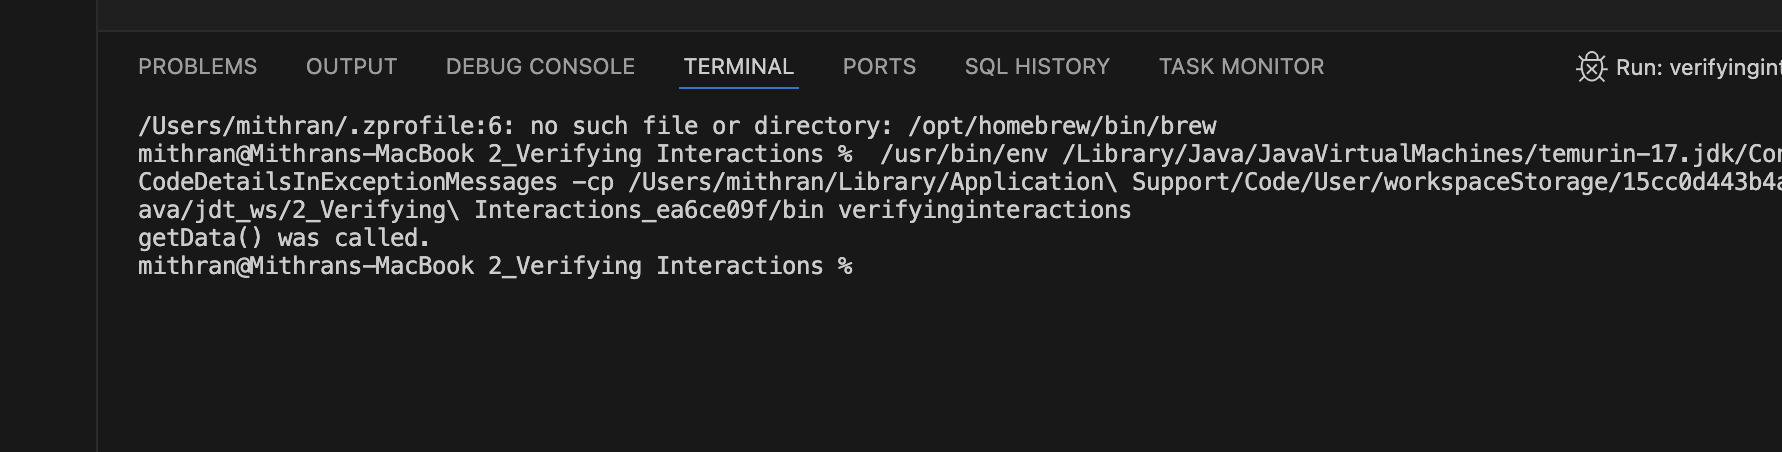 PROBLEMS OUTPUT DEBUG CONSOLE TERMINAL PORTS SQL HISTORY TASK MONITOR Run: verifyingint
/Users/mithran/.zprofile:6: no such file or directory: /opt/homebrew/bin/brew
mithran@Mithrans-MacBook 2_Verifying Interactions %  /usr/bin/env /Library/Java/JavaVirtualMachines/temurin-17.jdk/Con
CodeDetailsInExceptionMessages -cp /Users/mithran/Library/Application\ Support/Code/User/workspaceStorage/15cc0d443b4a
ava/jdt_ws/2_Verifying\ Interactions_ea6ce09f/bin verifyinginteractions
getData() was called.
mithran@Mithrans-MacBook 2_Verifying Interactions %